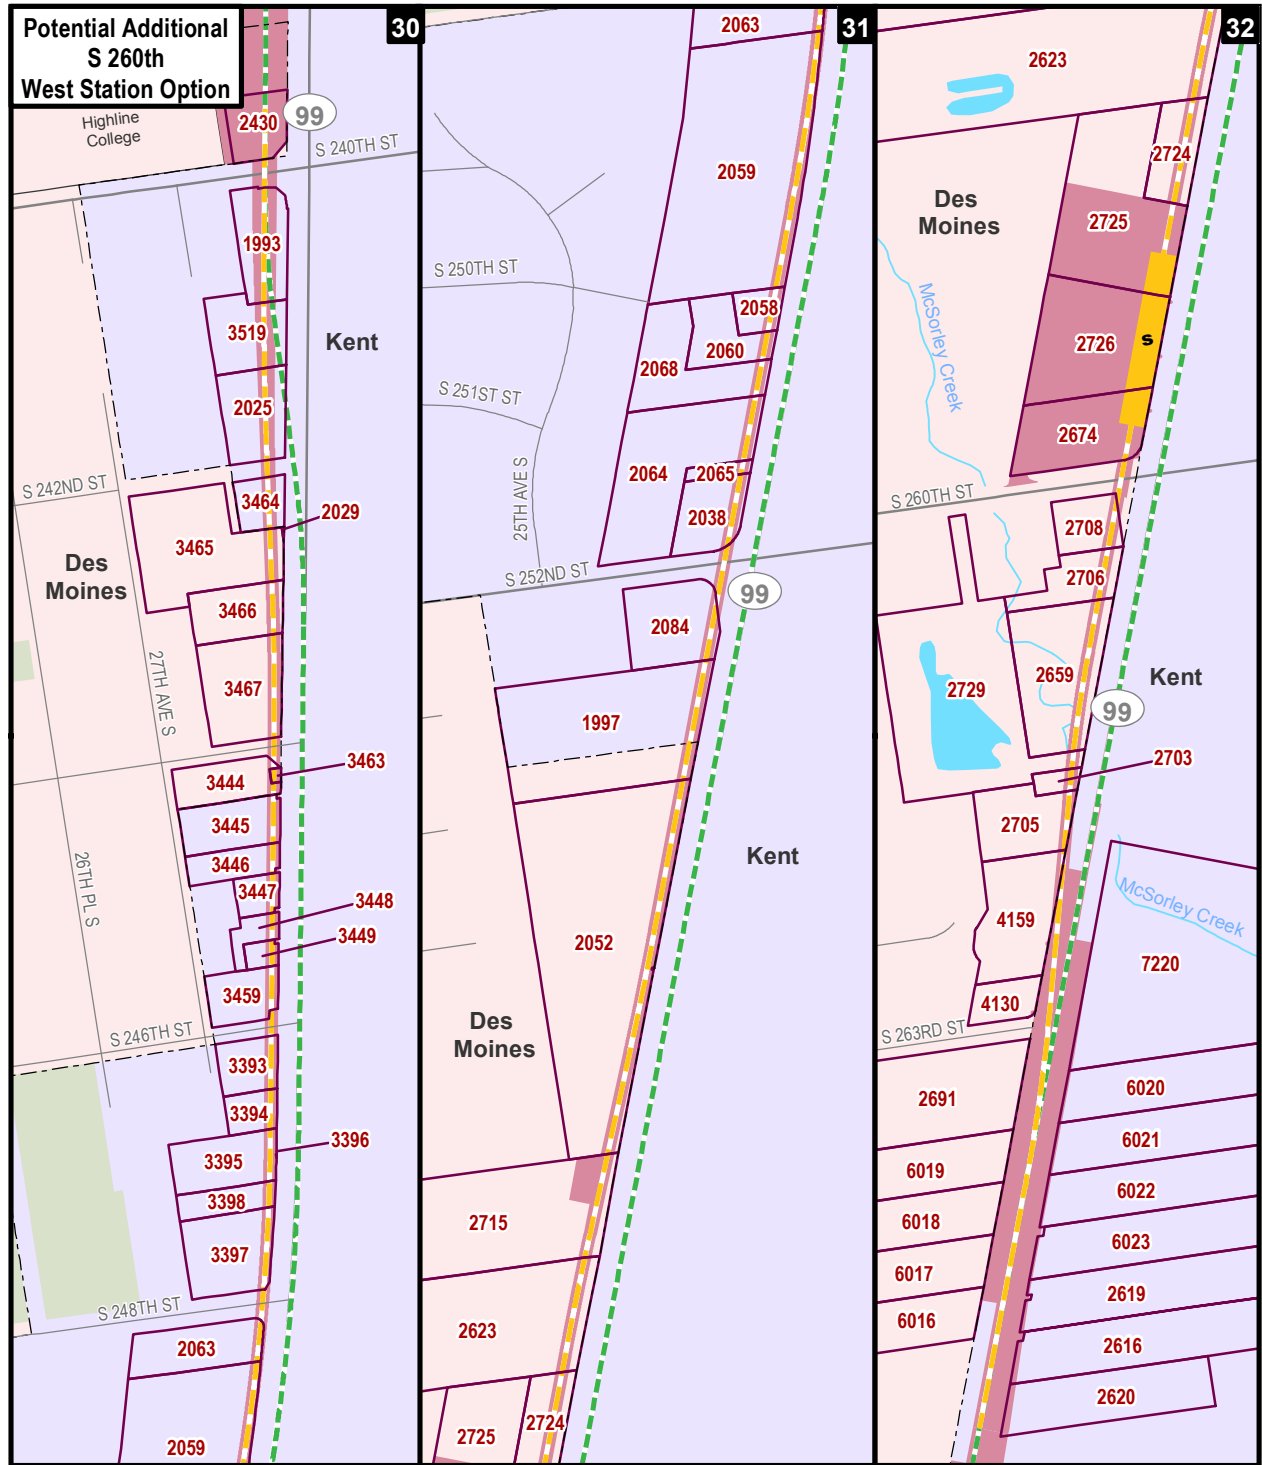 Potential Additional
S 260th
West Station Option
30
Highline
College
2430
99
S 240TH ST
1993
3519
Kent
2025
S 242ND ST
3464
2029
3465
Des
Moines
3466
27TH AVE S
3467
3463
3444
3445
26TH PL S
3446
3447
3448
3449
3459
S 246TH ST
3393
3394
3396
3395
3398
3397
S 248TH ST
2063
2059
31
2063
2059
S 250TH ST
2058
2060
2068
S 251ST ST
25TH AVE S
2064
2065
2038
S 252ND ST
99
2084
1997
Kent
2052
Des
Moines
2715
2623
2724
2725
32
2623
2724
Des
Moines
2725
McSorley Creek
2726
S
2674
S 260TH ST
2708
2706
2659
Kent
2729
99
2703
2705
McSorley Creek
4159
7220
4130
S 263RD ST
2691
6020
6021
6019
6022
6018
6023
6017
2619
6016
2616
2620